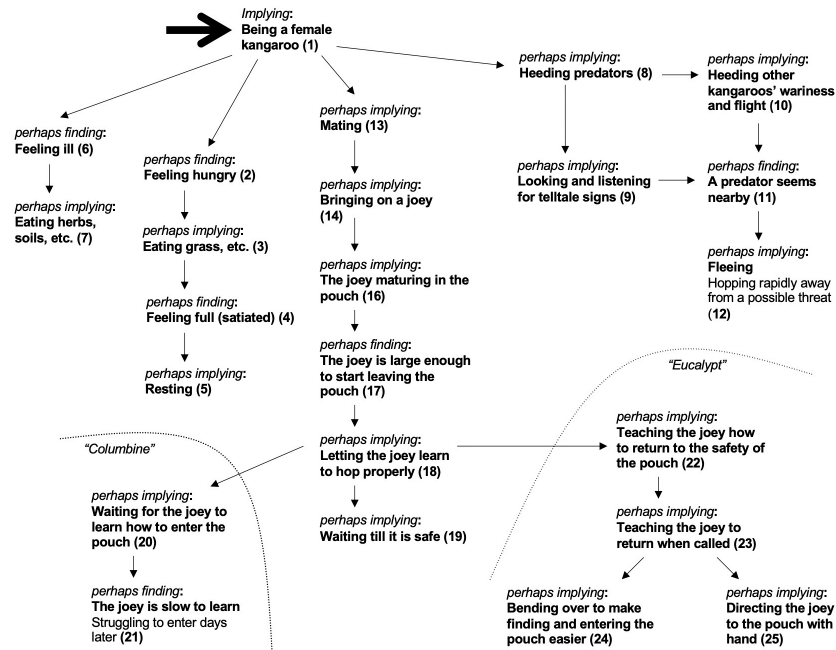 Implying:
Being a female
kangaroo (1)
perhaps implying:
Heeding predators (8)
perhaps implying:
Heeding other
kangaroos' wariness
and flight (10)
perhaps finding:
Feeling ill (6)
perhaps implying:
Eating herbs,
soils, etc. (7)
perhaps finding:
Feeling hungry (2)
perhaps implying:
Eating grass, etc. (3)
perhaps finding:
Feeling full (satiated) (4)
perhaps implying:
Resting (5)
perhaps implying:
Mating (13)
perhaps implying:
Bringing on a joey
(14)
perhaps implying:
The joey maturing in the
pouch (16)
perhaps finding:
The joey is large enough
to start leaving the
pouch (17)
perhaps implying:
Letting the joey learn
to hop properly (18)
perhaps implying:
Waiting till it is safe (19)
perhaps implying:
Looking and listening
for telltale signs (9)
perhaps finding:
A predator seems
nearby (11)
perhaps implying:
Fleeing
Hopping rapidly away
from a possible threat
(12)
"Columbine"
perhaps implying:
Waiting for the joey to
learn how to enter the
pouch (20)
perhaps finding:
The joey is slow to learn
Struggling to enter days
later (21)
"Eucalypt"
perhaps implying:
Teaching the joey how
to return to the safety of
the pouch (22)
perhaps implying:
Teaching the joey to
return when called (23)
perhaps implying:
Bending over to make
finding and entering the
pouch easier (24)
perhaps implying:
Directing the joey
to the pouch with
hand (25)